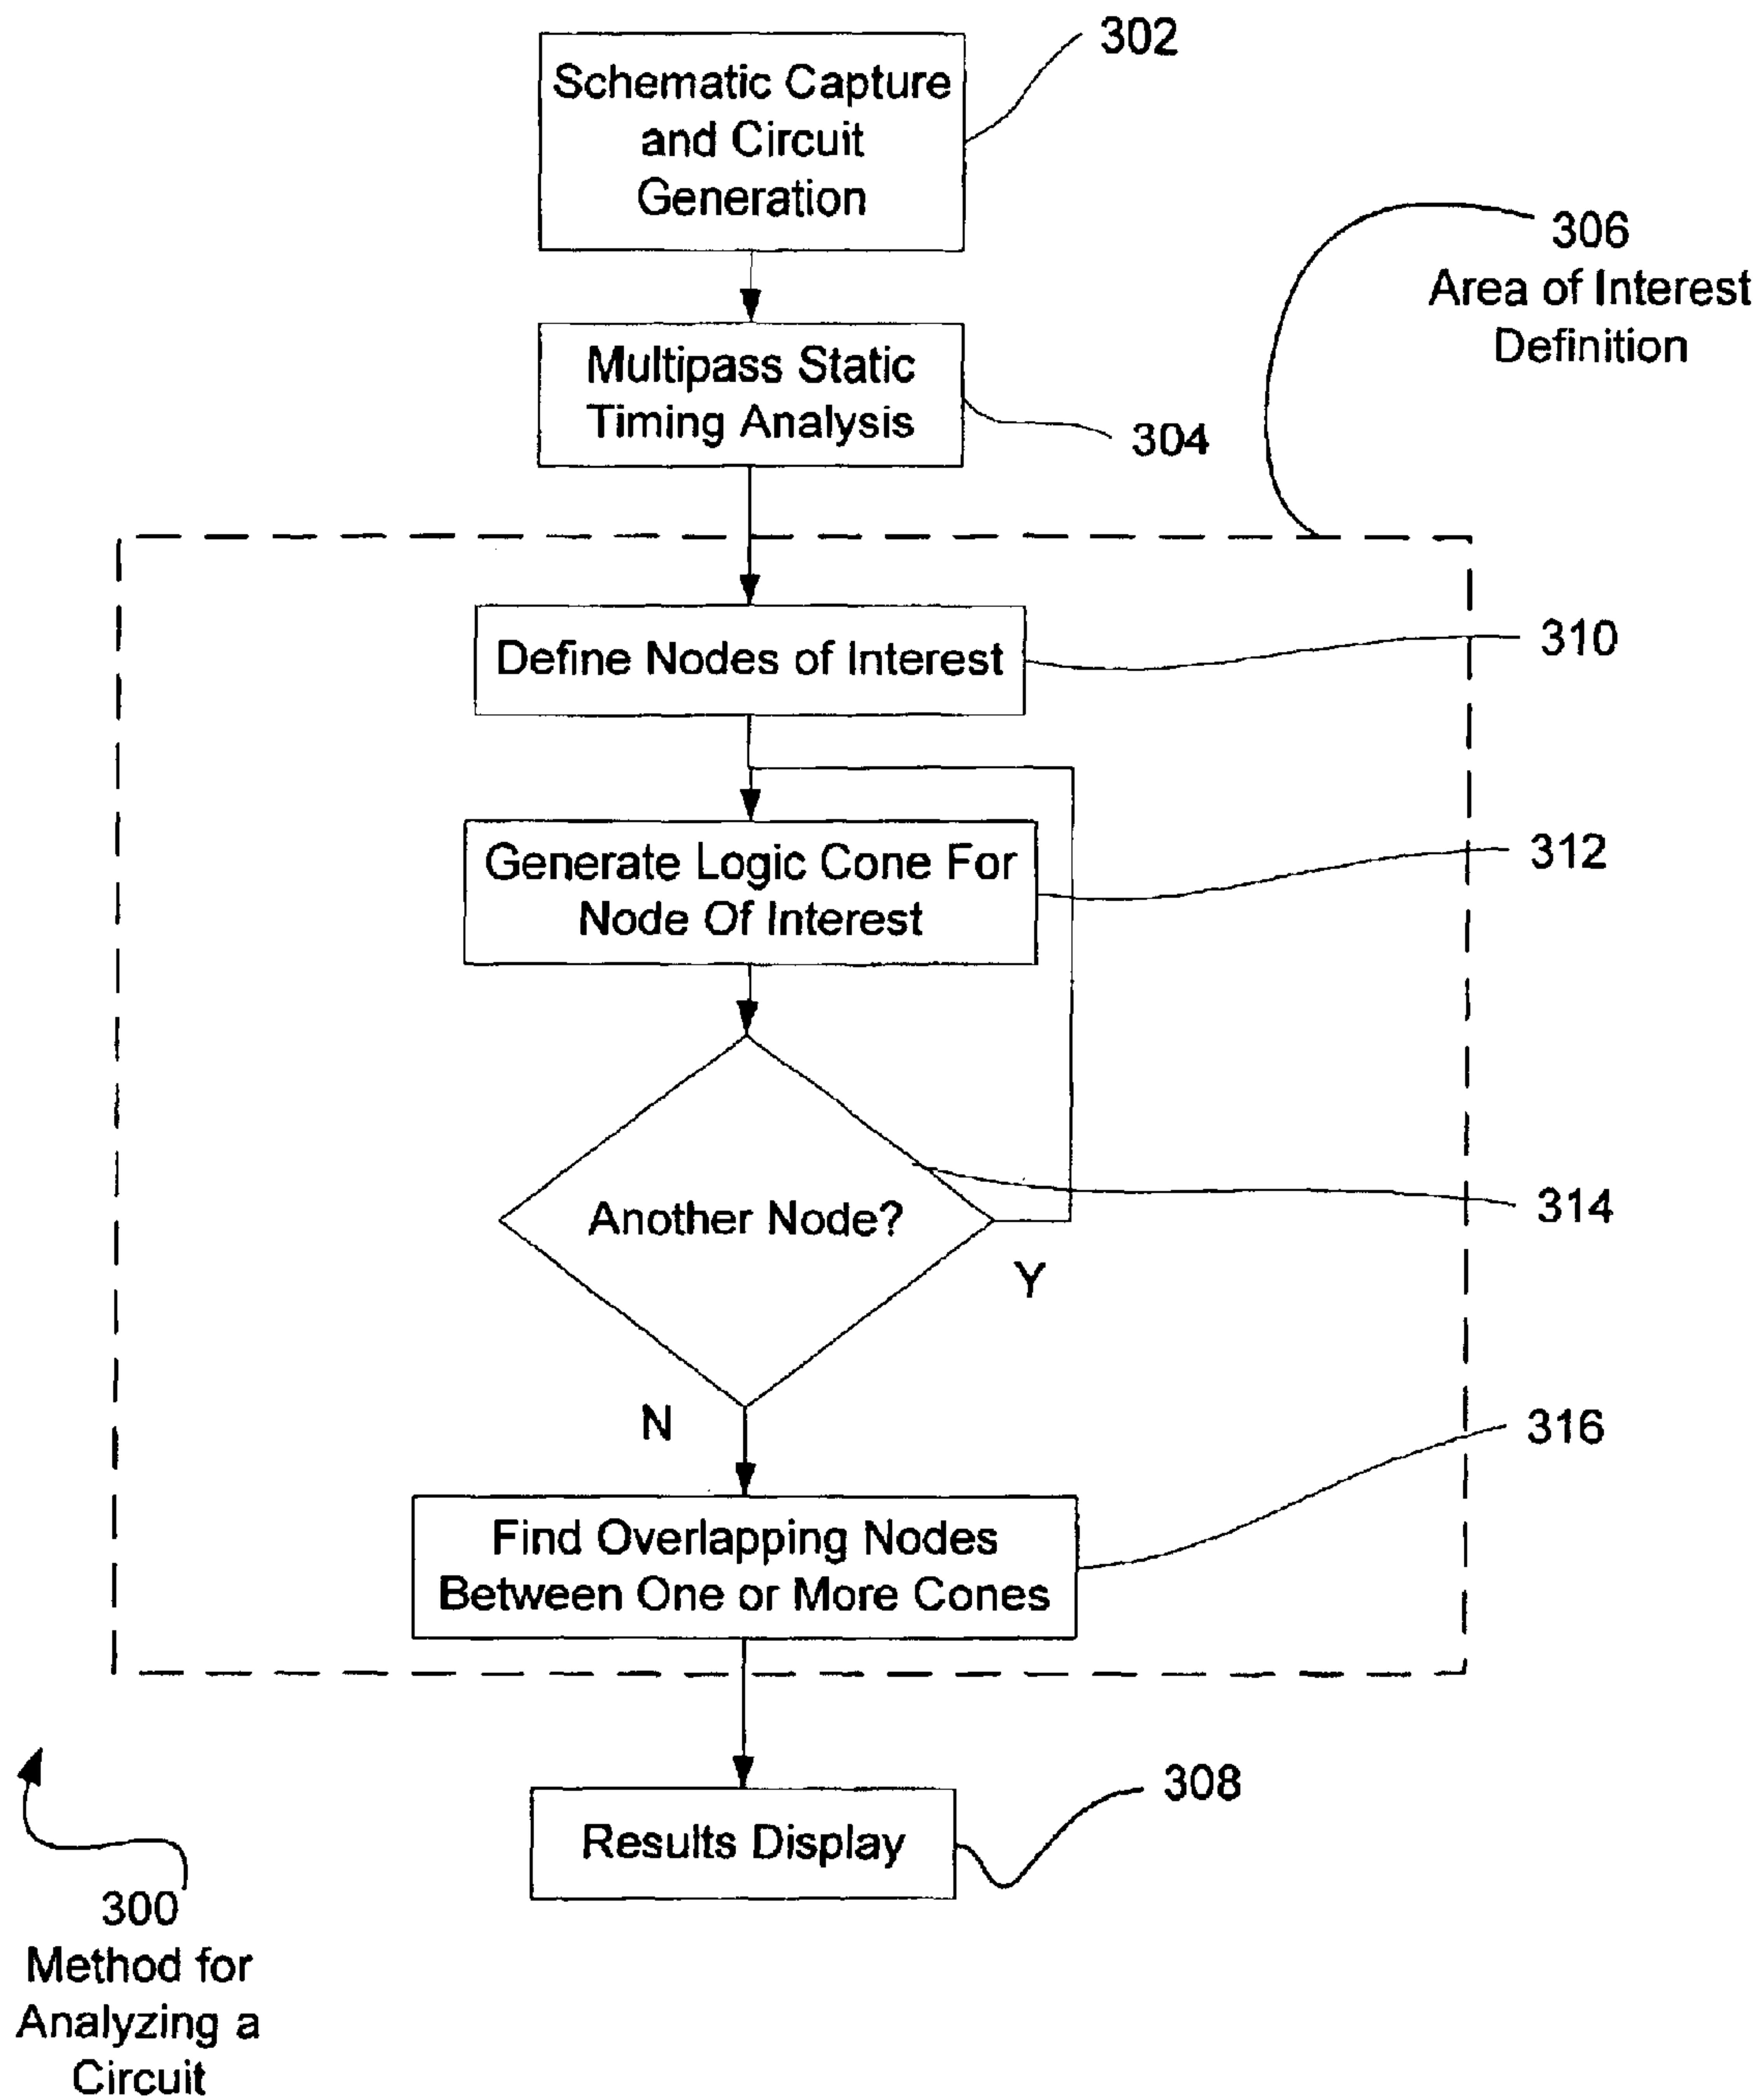 302
Schematic Capture
and Circuit
Generation
306
Area of Interest
Definition
Multipass Static
Timing Analysis
304
Define Nodes of Interest
310
Generate Logic Cone For
Node Of Interest
312
Another Node?
314
Y
N
316
Find Overlapping Nodes
Between One or More Cones
308
Results Display
300
Method for
Analyzing a
Circuit